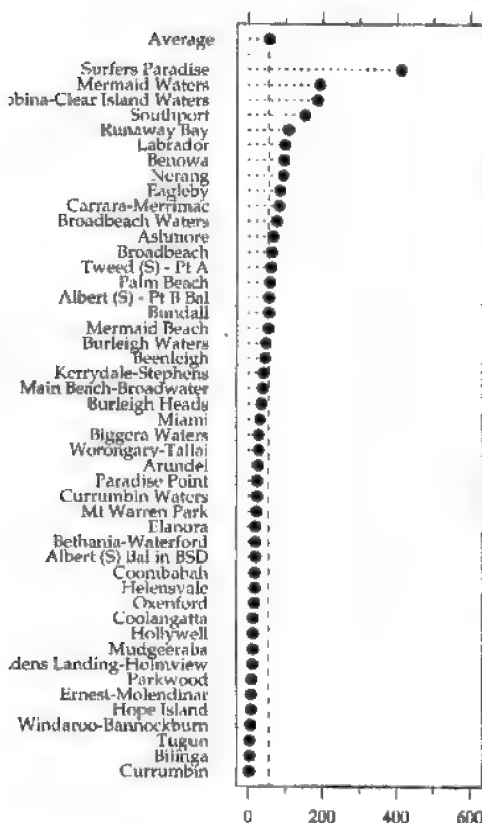 Average
Surfers Paradise
Mermaid Waters
obina-Clear Island Waters
Southport
Runaway Bay
Labrador
Benowa
Nerang
Eagleby
Carrara-Merrimac
Broadbeach Waters
Ashmore
Broadbeach
Tweed (S) - Pt A
Palm Beach
Albert (S) - Pt B Bal
Bundall
Mermaid Beach
Burleigh Waters
Beenleigh
Kerrydale-Stephens
Main Beach-Broadwater
Burleigh Heads
Miami
Biggera Waters
Worongary-Tallai
Arundel
Paradise Point
Currumbin Waters
Mt Warren Park
Elanora
Bethania-Waterford
Albert (S) Bal in BSD
Coombabah
Helensvale
Oxenford
Coolangatta
Hollywell
Mudgeeraba
dens Landing-Holmview
Parkwood
Ernest-Molendinar
Hope Island
Windaroo-Bannockburn
Tugun
Bilinga
Currumbin
0 200 400 600